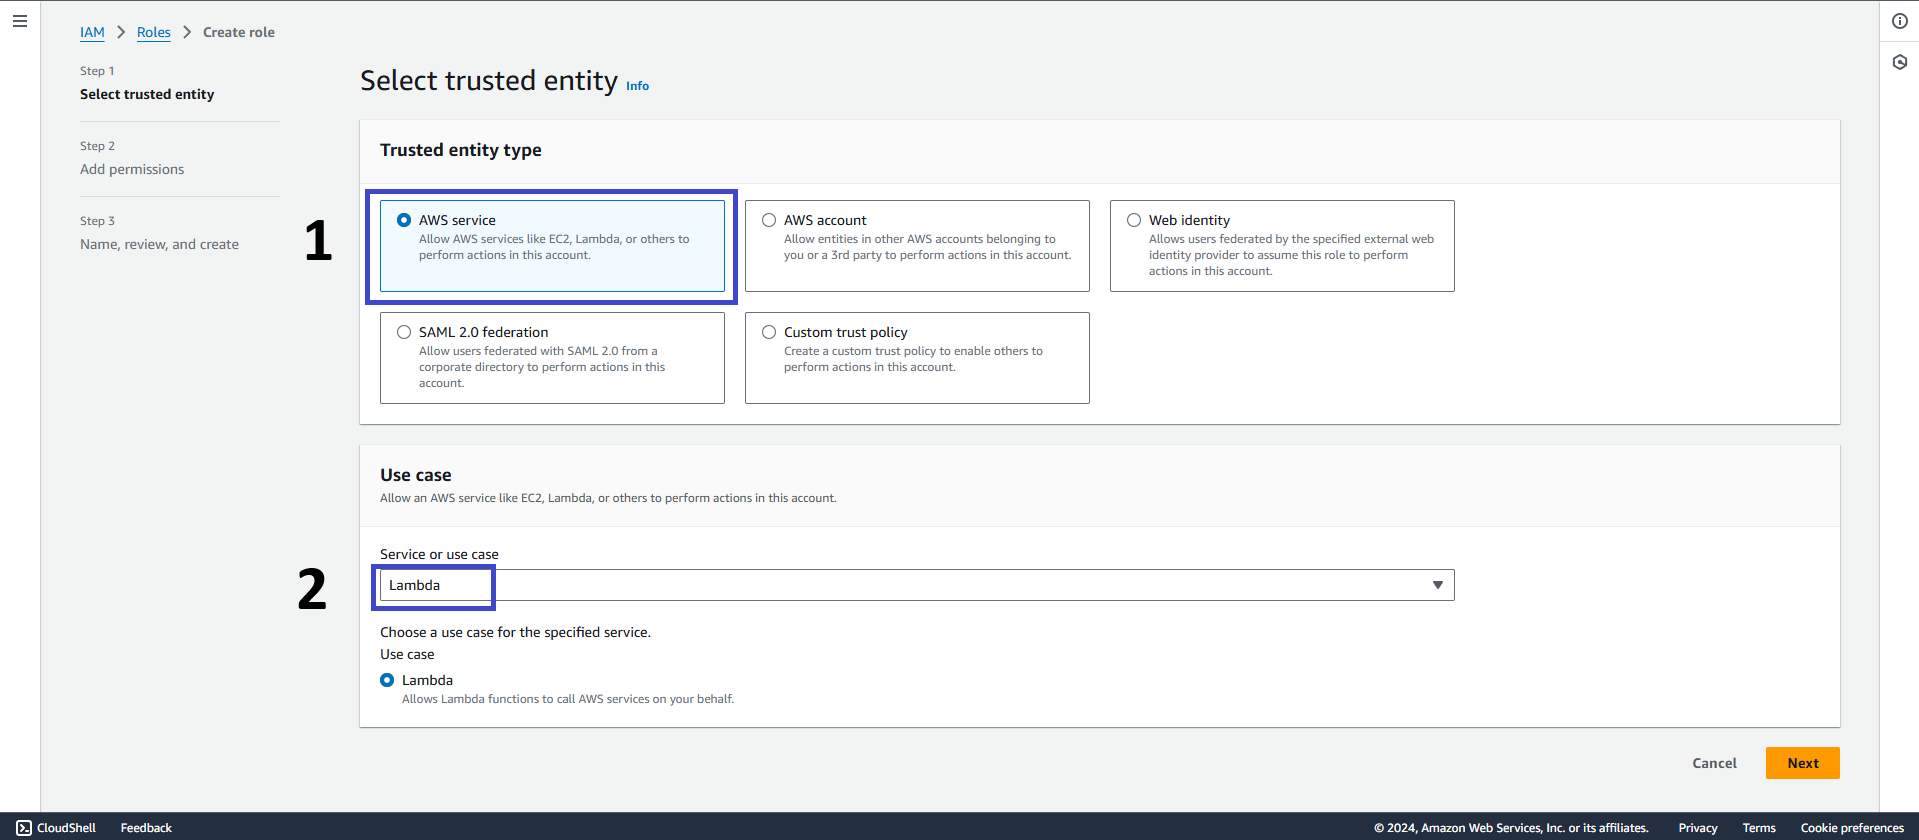 IAM > Roles > Create role
Step 1
Select trusted entity
Step 2
Add permissions
Step 3
Name, review, and create
Select trusted entity Info
Trusted entity type
1
AWS service
Allow AWS services like EC2, Lambda, or others to
perform actions in this account.
AWS account
Allow entities in other AWS accounts belonging to
you or a 3rd party to perform actions in this account.
Web identity
Allows users federated by the specified external web
identity provider to assume this role to perform
actions in this account.
SAML 2.0 federation
Allow users federated with SAML 2.0 from a
corporate directory to perform actions in this
account.
Custom trust policy
Create a custom trust policy to enable others to
perform actions in this account.
Use case
Allow an AWS service like EC2, Lambda, or others to perform actions in this account.
Service or use case
2
Lambda
Choose a use case for the specified service.
Use case
Lambda
Allows Lambda functions to call AWS services on your behalf.
Cancel Next
CloudShell Feedback © 2024, Amazon Web Services, Inc. or its affiliates. Privacy Terms Cookie preferences